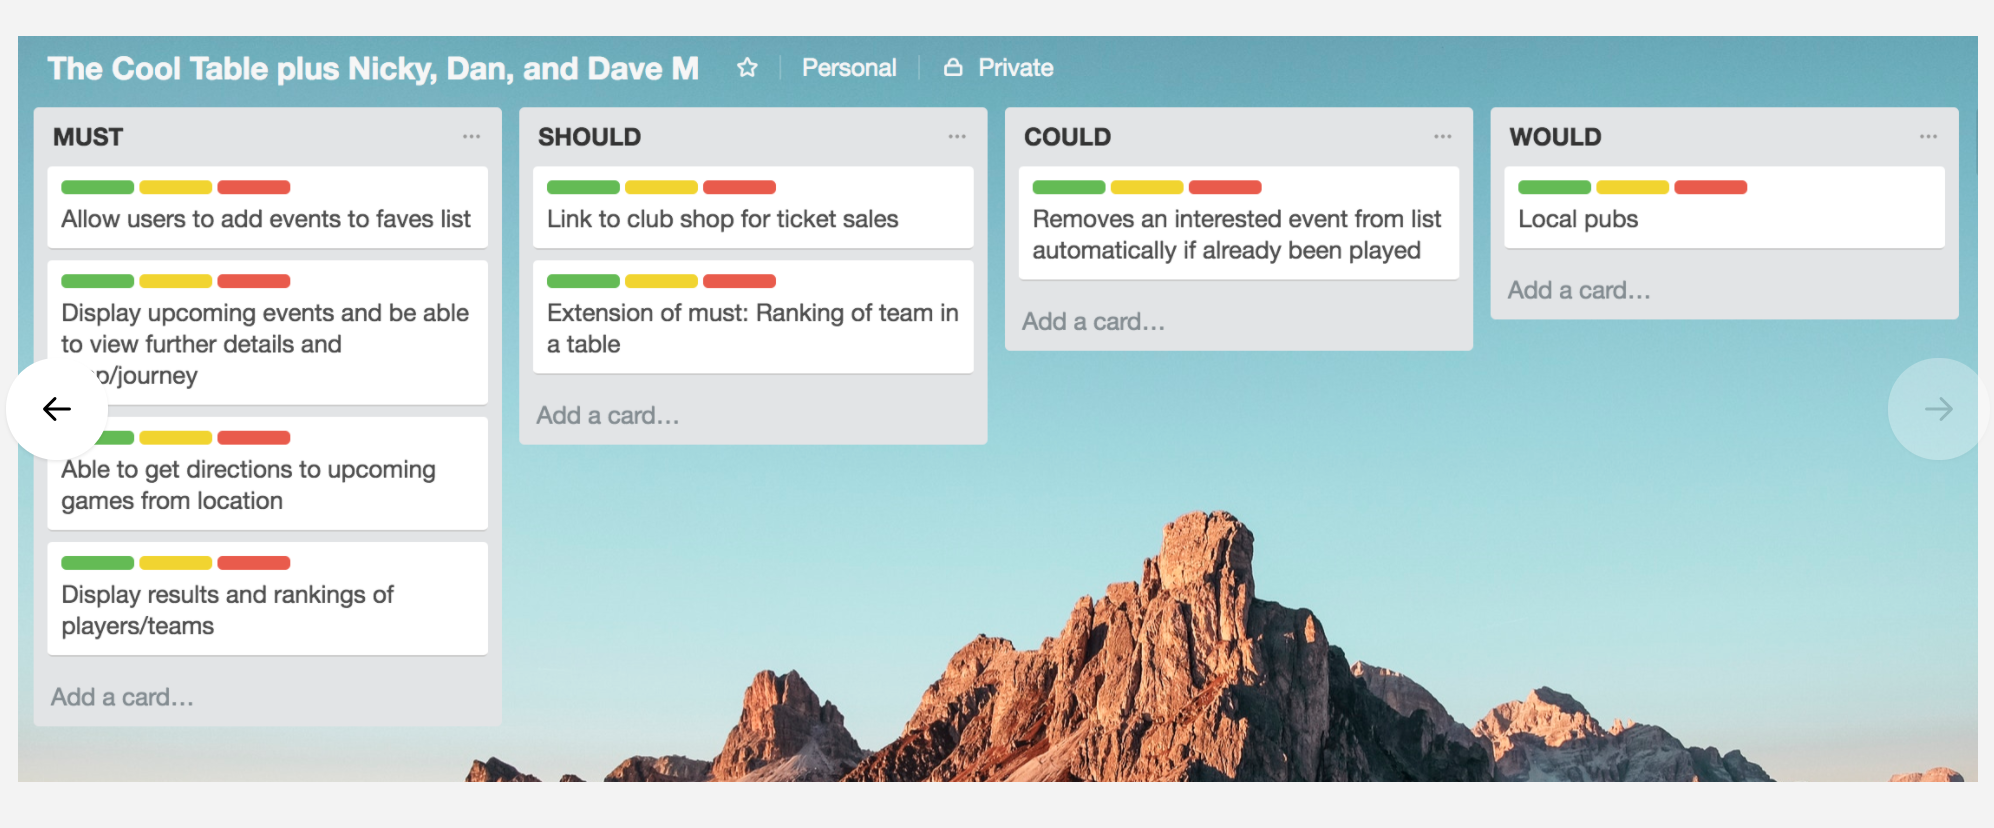 The Cool Table plus Nicky, Dan, and Dave M
Personal
Private
MUST
Allow users to add events to faves list
Display upcoming events and be able
to view further details and
p/journey
Able to get directions to upcoming
games from location
Display results and rankings of
players/teams
Add a card…
SHOULD
Link to club shop for ticket sales
Extension of must: Ranking of team in
a table
Add a card…
COULD
Removes an interested event from list
automatically if already been played
Add a card…
WOULD
Local pubs
Add a card…